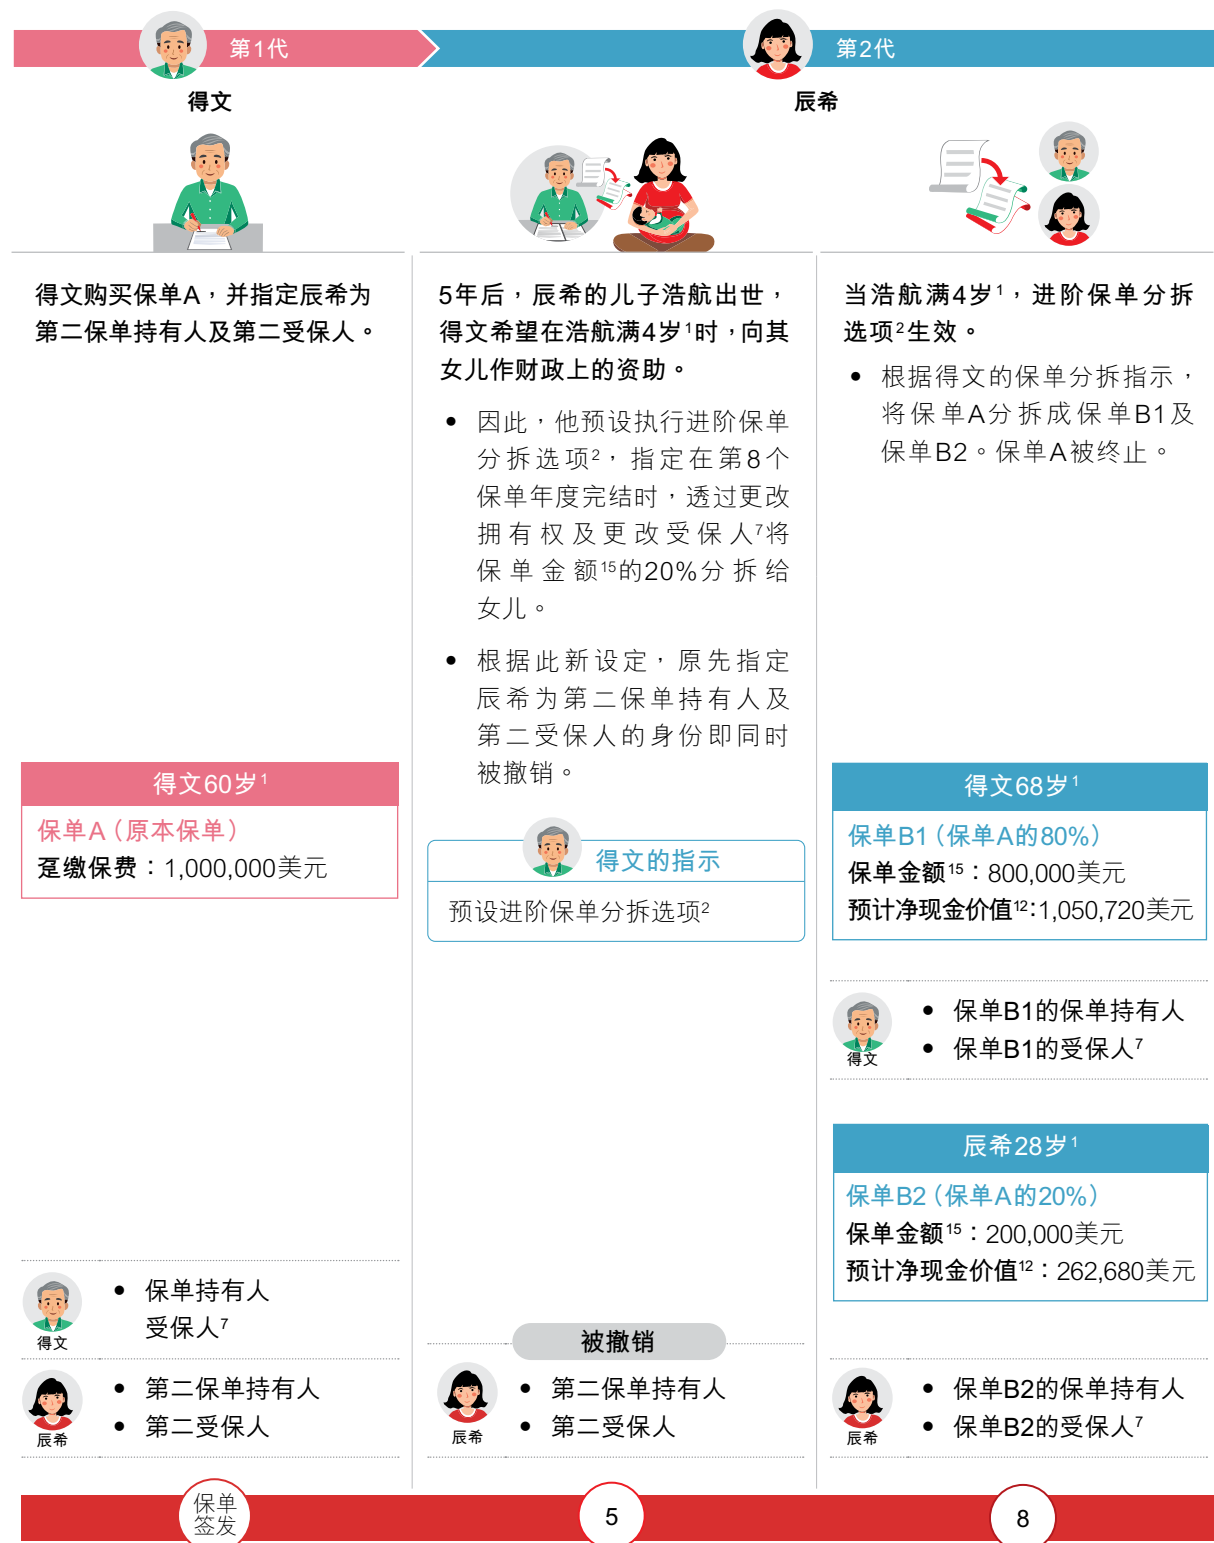 第1代
第2代
得文
辰希
得文购买保单A，并指定辰希为
第二保单持有人及第二受保人。
得文60岁1
保单A（原本保单）
趸缴保费：1,000,000美元
得文
• 保单持有人
受保人7
辰希
• 第二保单持有人
• 第二受保人
保单
签发
5年后，辰希的儿子浩航出世，
得文希望在浩航满4岁1时，向其
女儿作财政上的资助。
• 因此，他预设执行进阶保单
分拆选项2，指定在第8个
保单年度完结时，透过更改
拥有权及更改受保人7将
保单金额15的20%分拆给
女儿。
• 根据此新设定，原先指定
辰希为第二保单持有人及
第二受保人的身份即同时
被撤销。
得文的指示
预设进阶保单分拆选项2
被撤销
辰希
• 第二保单持有人
• 第二受保人
5
当浩航满4岁1，进阶保单分拆
选项2生效。
• 根据得文的保单分拆指示，
将保单A分拆成保单B1及
保单B2。保单A被终止。
得文68岁1
保单B1（保单A的80%）
保单金额15：800,000美元
预计净现金价值12：1,050,720美元
得文
• 保单B1的保单持有人
• 保单B1的受保人7
辰希28岁1
保单B2（保单A的20%）
保单金额15：200,000美元
预计净现金价值12：262,680美元
辰希
• 保单B2的保单持有人
• 保单B2的受保人7
8